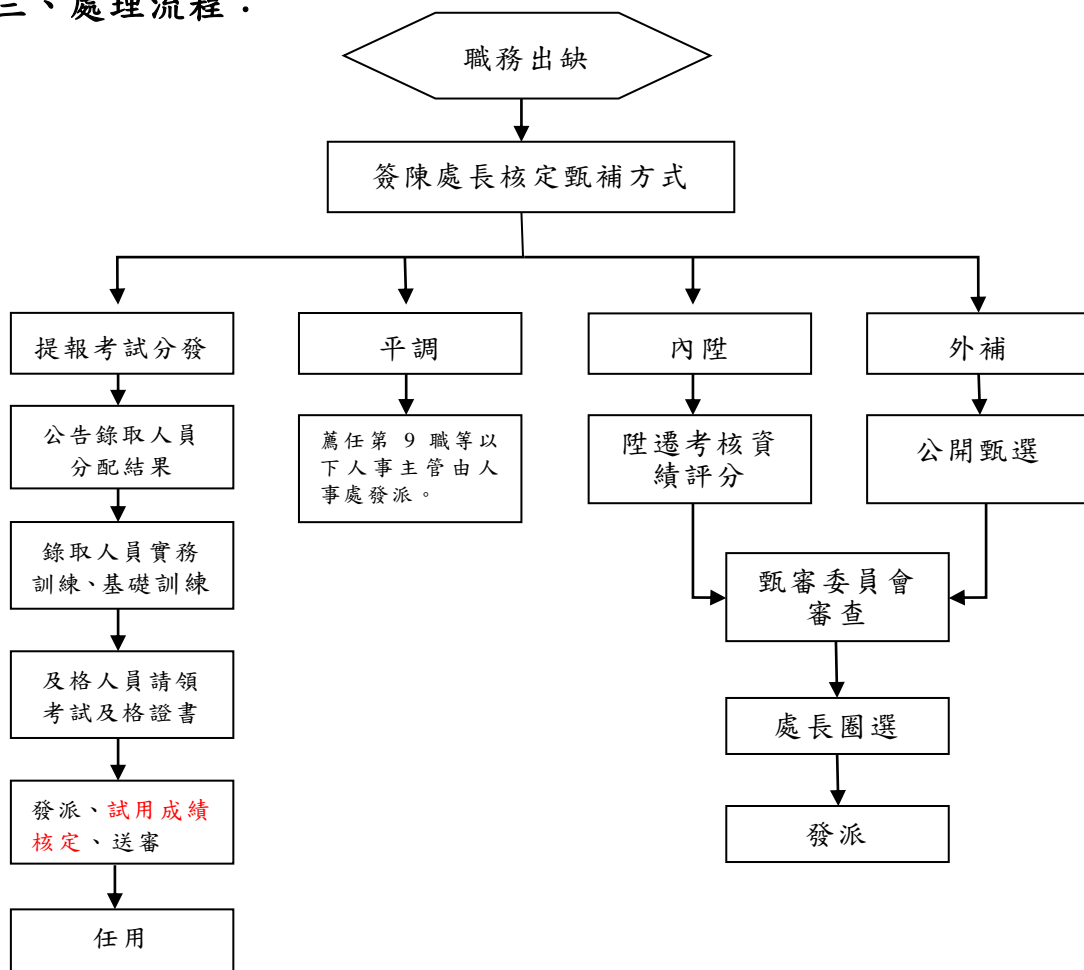 三、處理流程：
職務出缺
簽陳處長核定甄補方式
提報考試分發
平調
內陞
外補
公告錄取人員
分配結果
薦任第 9 職等以
下人事主管由人
事處發派。
陞遷考核資
績評分
公開甄選
錄取人員實務
訓練、基礎訓練
甄審委員會
審查
及格人員請領
考試及格證書
處長圈選
發派、試用成績
核定、送審
發派
任用